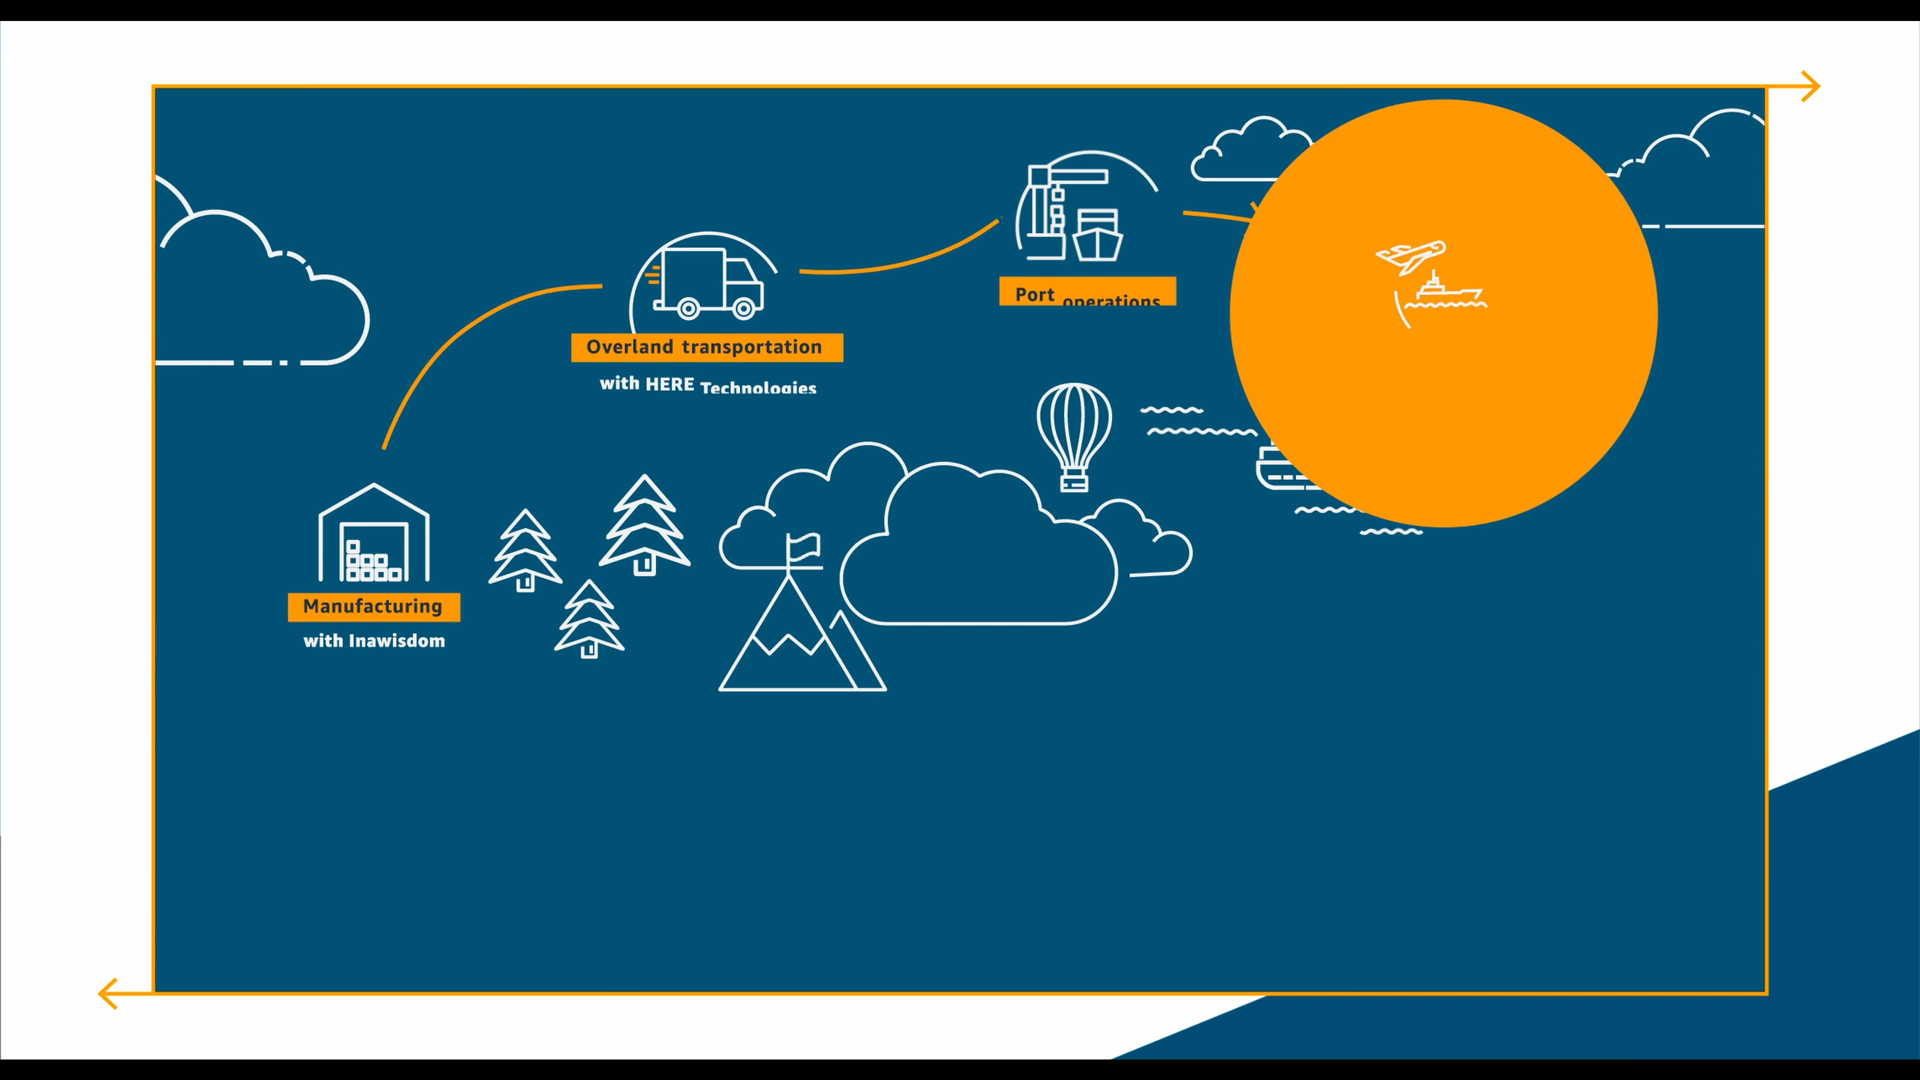 Port operations
Overland transportation
with HERE Technologies
Manufacturing
with Inawisdom